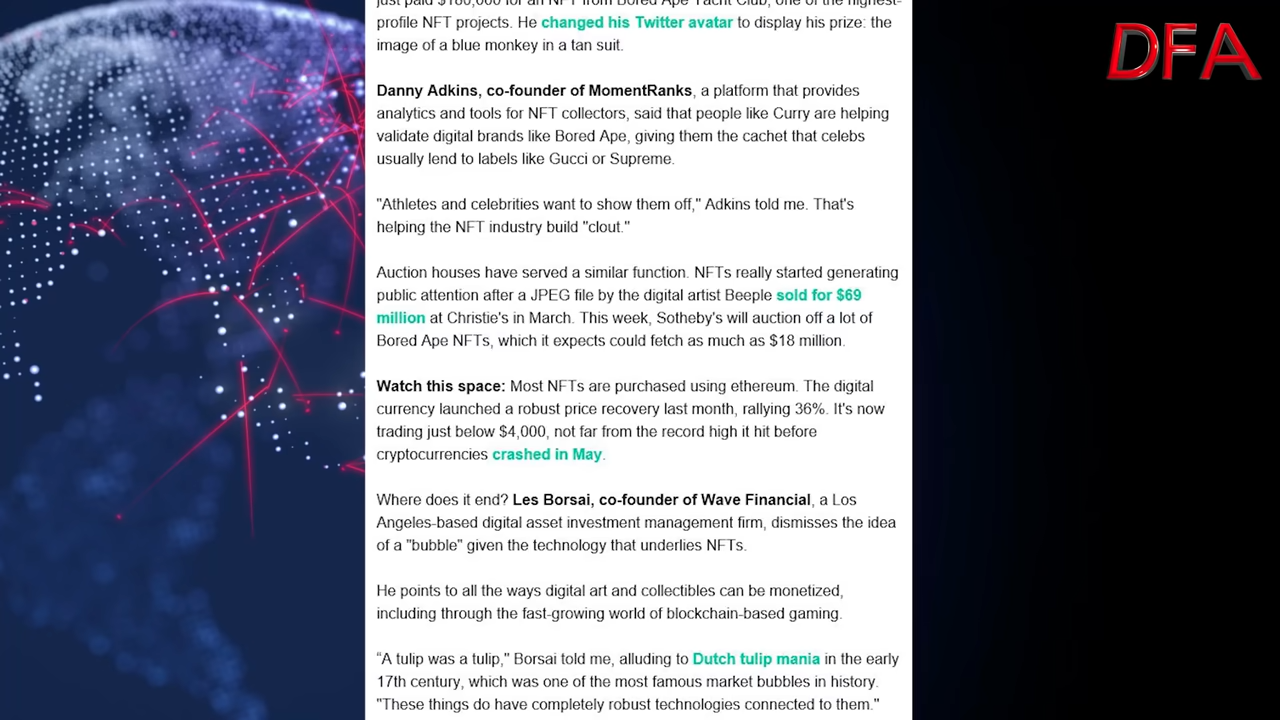 just paid $180,000 for an NFT from Bored Ape Yacht Club, one of the highest-
profile NFT projects. He changed his Twitter avatar to display his prize: the
image of a blue monkey in a tan suit.
Danny Adkins, co-founder of MomentRanks, a platform that provides
analytics and tools for NFT collectors, said that people like Curry are helping
validate digital brands like Bored Ape, giving them the cachet that celebs
usually lend to labels like Gucci or Supreme.
"Athletes and celebrities want to show them off," Adkins told me. That's
helping the NFT industry build "clout."
Auction houses have served a similar function. NFTs really started generating
public attention after a JPEG file by the digital artist Beeple sold for $69
million at Christie's in March. This week, Sotheby's will auction off a lot of
Bored Ape NFTs, which it expects could fetch as much as $18 million.
Watch this space: Most NFTs are purchased using ethereum. The digital
currency launched a robust price recovery last month, rallying 36%. It's now
trading just below $4,000, not far from the record high it hit before
cryptocurrencies crashed in May.
Where does it end? Les Borsai, co-founder of Wave Financial, a Los
Angeles-based digital asset investment management firm, dismisses the idea
of a "bubble" given the technology that underlies NFTs.
He points to all the ways digital art and collectibles can be monetized,
including through the fast-growing world of blockchain-based gaming.
“A tulip was a tulip," Borsai told me, alluding to Dutch tulip mania in the early
17th century, which was one of the most famous market bubbles in history.
"These things do have completely robust technologies connected to them."
DFA